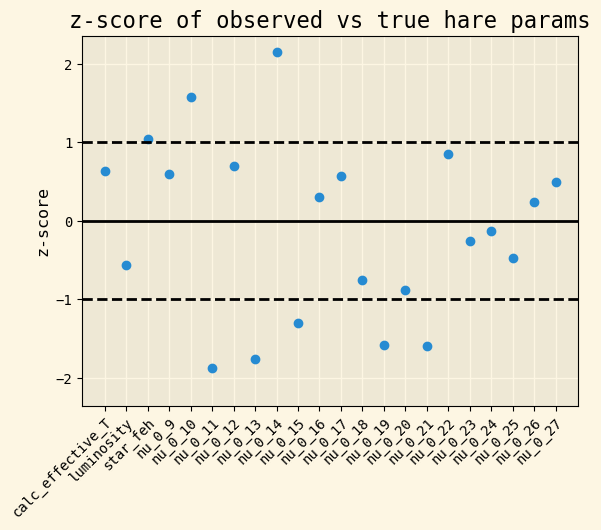 z-score of observed vs true hare params
z-score
2
1
0
−1
−2
calc_effective_T
luminosity
star_feh
nu_0_9
nu_0_10
nu_0_11
nu_0_12
nu_0_13
nu_0_14
nu_0_15
nu_0_16
nu_0_17
nu_0_18
nu_0_19
nu_0_20
nu_0_21
nu_0_22
nu_0_23
nu_0_24
nu_0_25
nu_0_26
nu_0_27